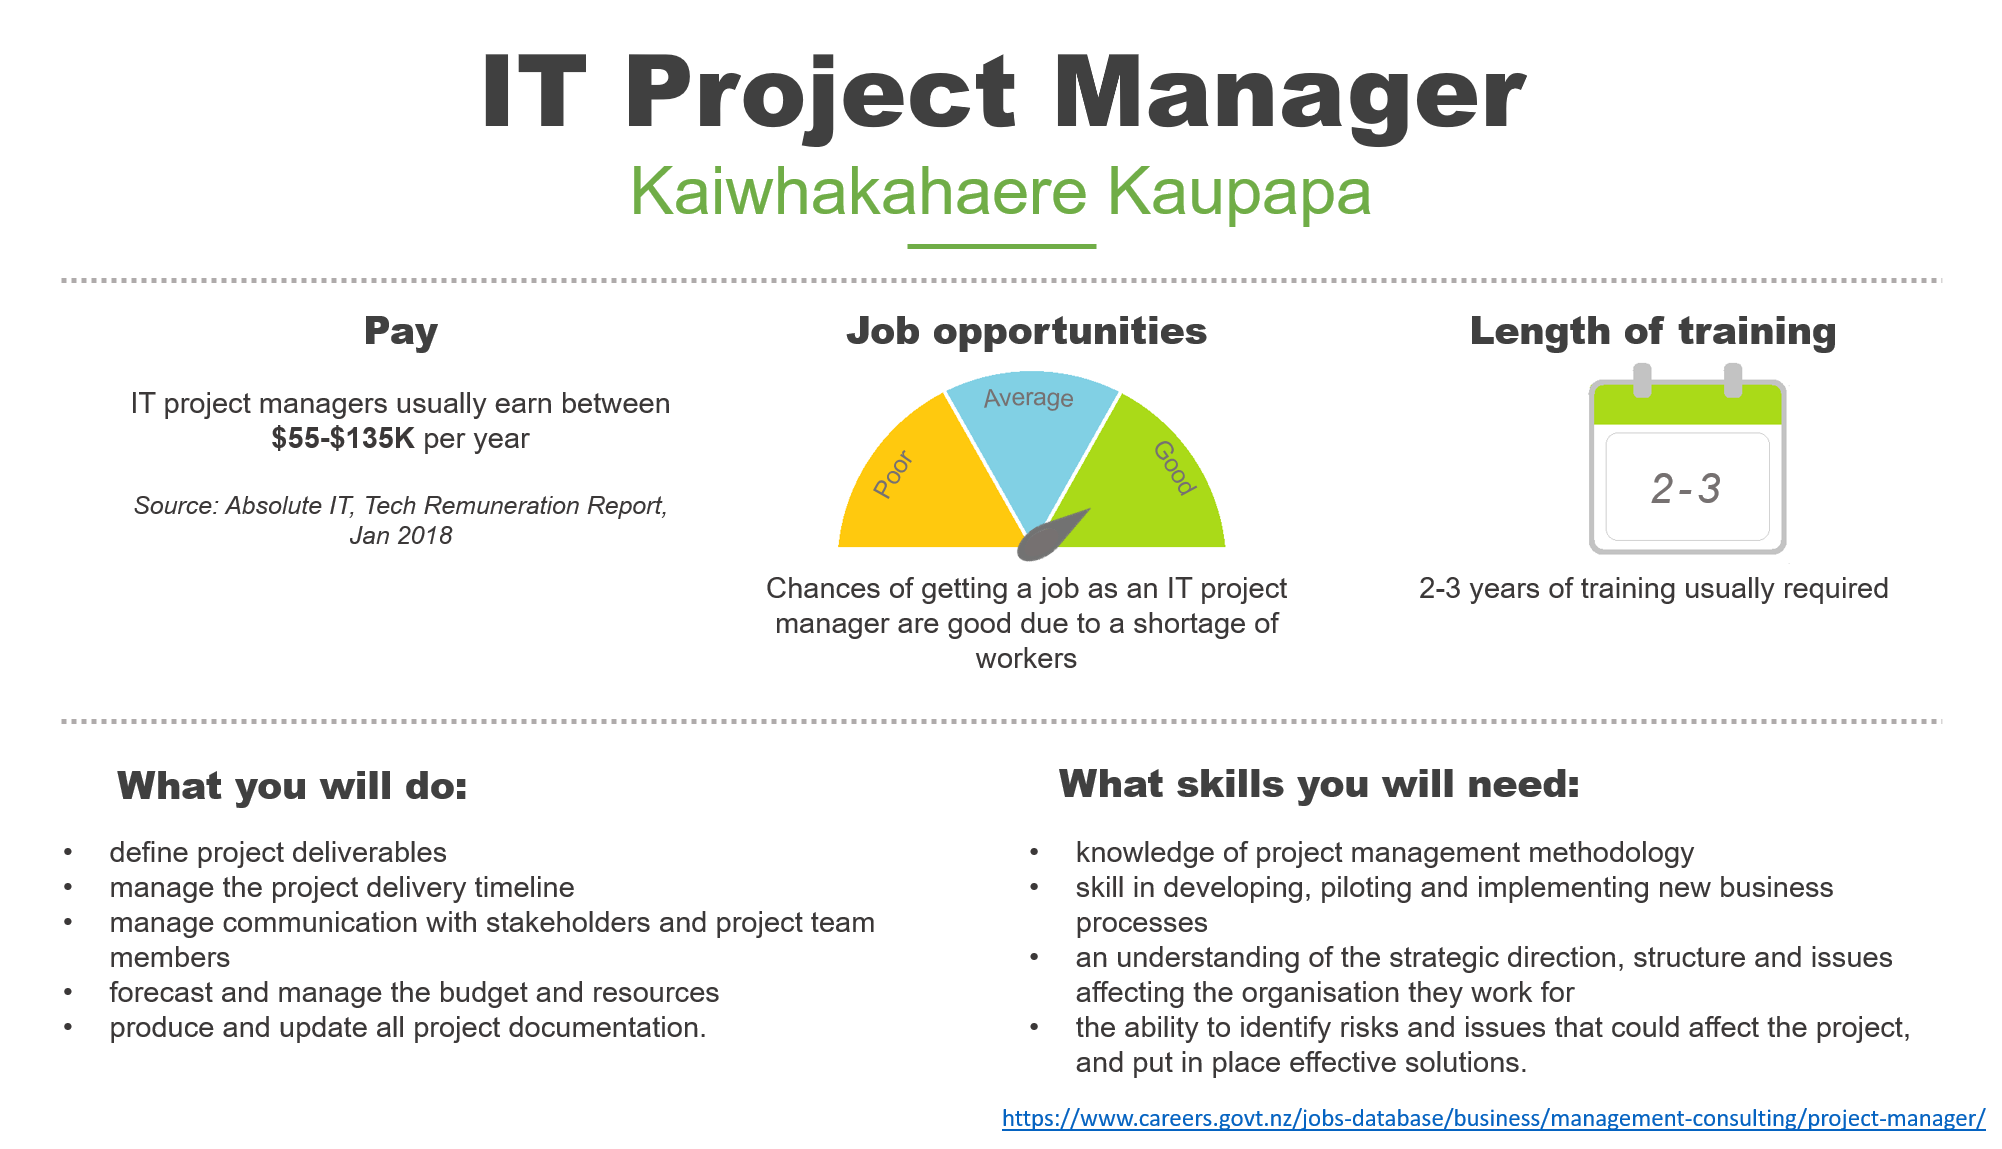 IT Project Manager
Kaiwhakahaere Kaupapa
Pay
IT project managers usually earn between
$55-$135K per year
Source: Absolute IT, Tech Remuneration Report,
Jan 2018
Job opportunities
Poor
Average
Good
Chances of getting a job as an IT project
manager are good due to a shortage of
workers
Length of training
2-3
2-3 years of training usually required
What you will do:
• define project deliverables
• manage the project delivery timeline
• manage communication with stakeholders and project team
members
• forecast and manage the budget and resources
• produce and update all project documentation.
What skills you will need:
• knowledge of project management methodology
• skill in developing, piloting and implementing new business
processes
• an understanding of the strategic direction, structure and issues
affecting the organisation they work for
• the ability to identify risks and issues that could affect the project,
and put in place effective solutions.
https://www.careers.govt.nz/jobs-database/business/management-consulting/project-manager/